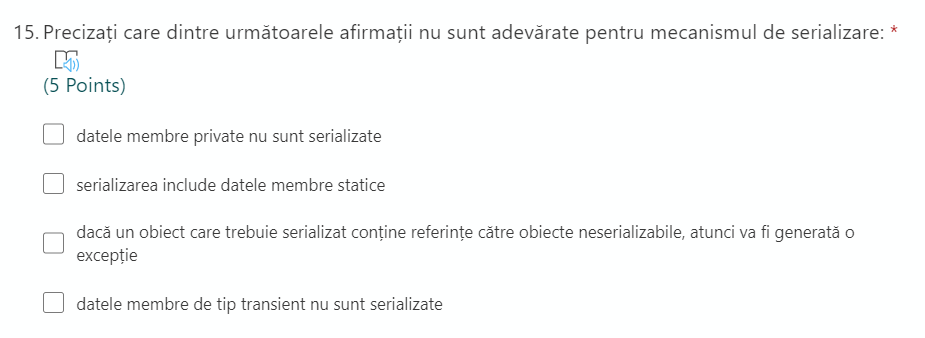 15. Precizați care dintre următoarele afirmații nu sunt adevărate pentru mecanismul de serializare: *
(5 Points)
datele membre private nu sunt serializate
serializarea include datele membre statice
dacă un obiect care trebuie serializat conține referințe către obiecte neserializabile, atunci va fi generată o
excepție
datele membre de tip transient nu sunt serializate